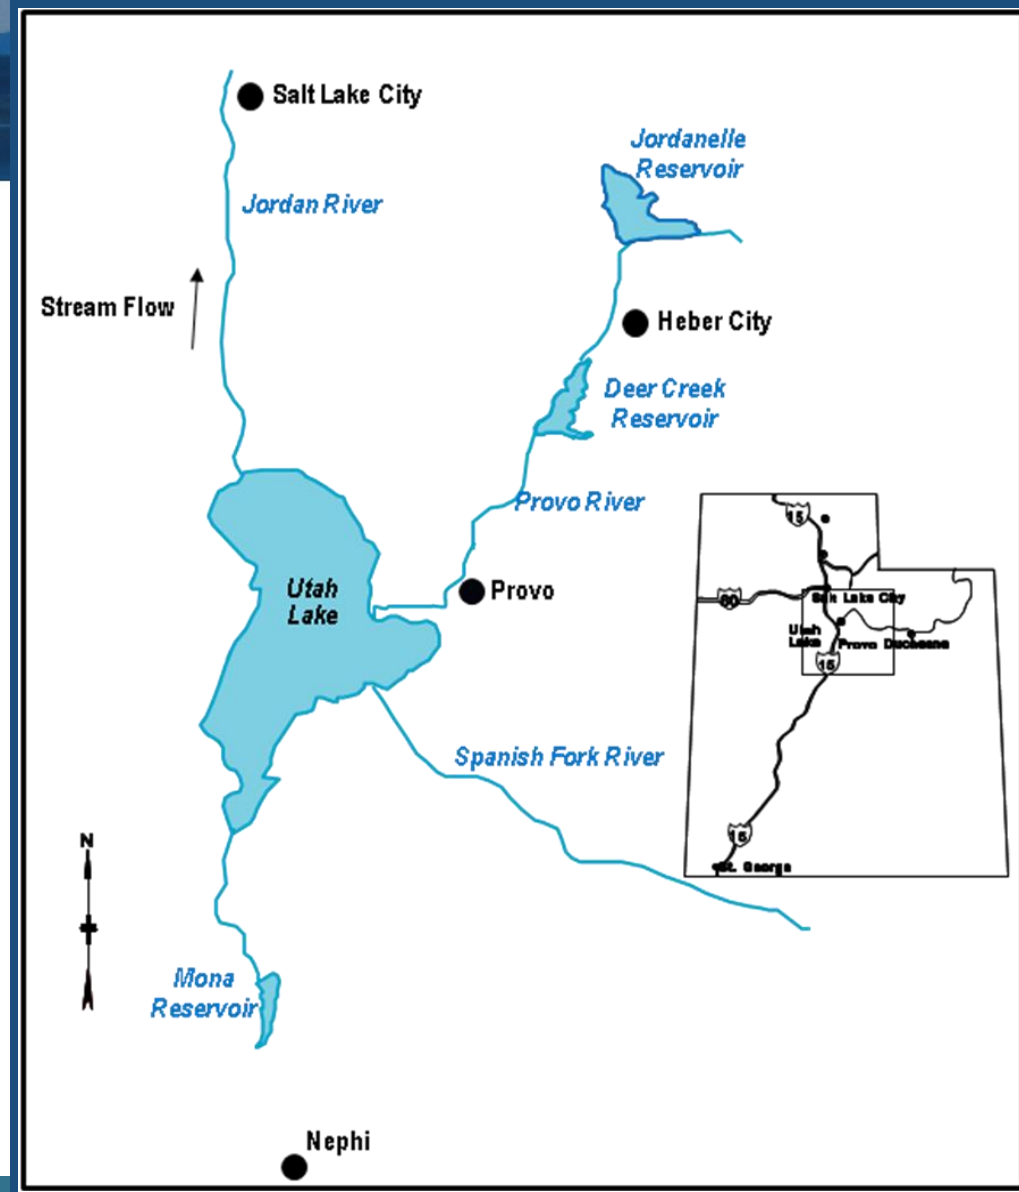 Salt Lake City
Jordanelle
Reservoir
Jordan River
Stream Flow
Heber City
Deer Creek
Reservoir
Provo River
Utah
Lake
Provo
Spanish Fork River
N
Mona
Reservoir
Nephi
15
80
Salt Lake City
Utah
Lake
Provo
Duchesne
15
15
St. George